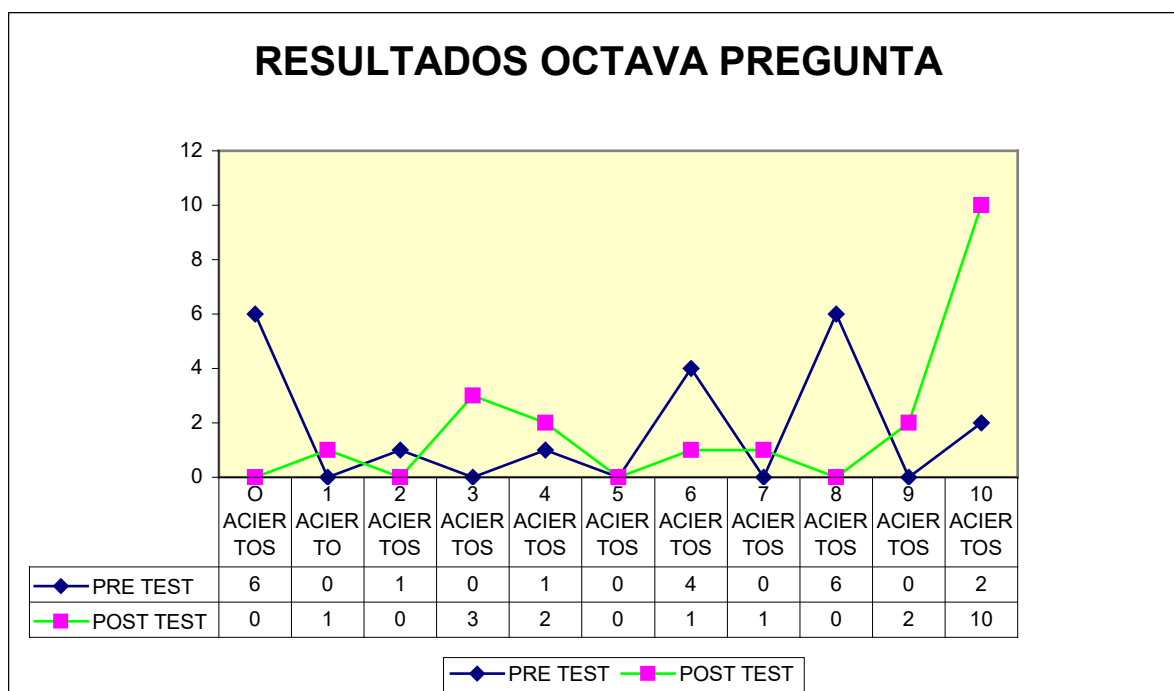 RESULTADOS OCTAVA PREGUNTA
12
10
8
6
4
2
0
O ACIER TOS 1 ACIER TO 2 ACIER TOS 3 ACIER TOS 4 ACIER TOS 5 ACIER TOS 6 ACIER TOS 7 ACIER TOS 8 ACIER TOS 9 ACIER TOS 10 ACIER TOS
PRE TEST 6 0 1 0 1 0 4 0 6 0 2
POST TEST 0 1 0 3 2 0 1 1 0 2 10
PRE TEST POST TEST